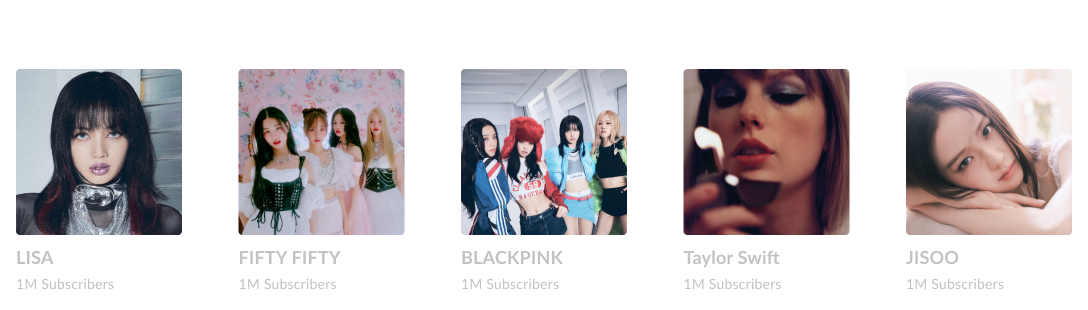 LISA
1M Subscribers
FIFTY FIFTY
1M Subscribers
BLACKPINK
1M Subscribers
Taylor Swift
1M Subscribers
JISOO
1M Subscribers